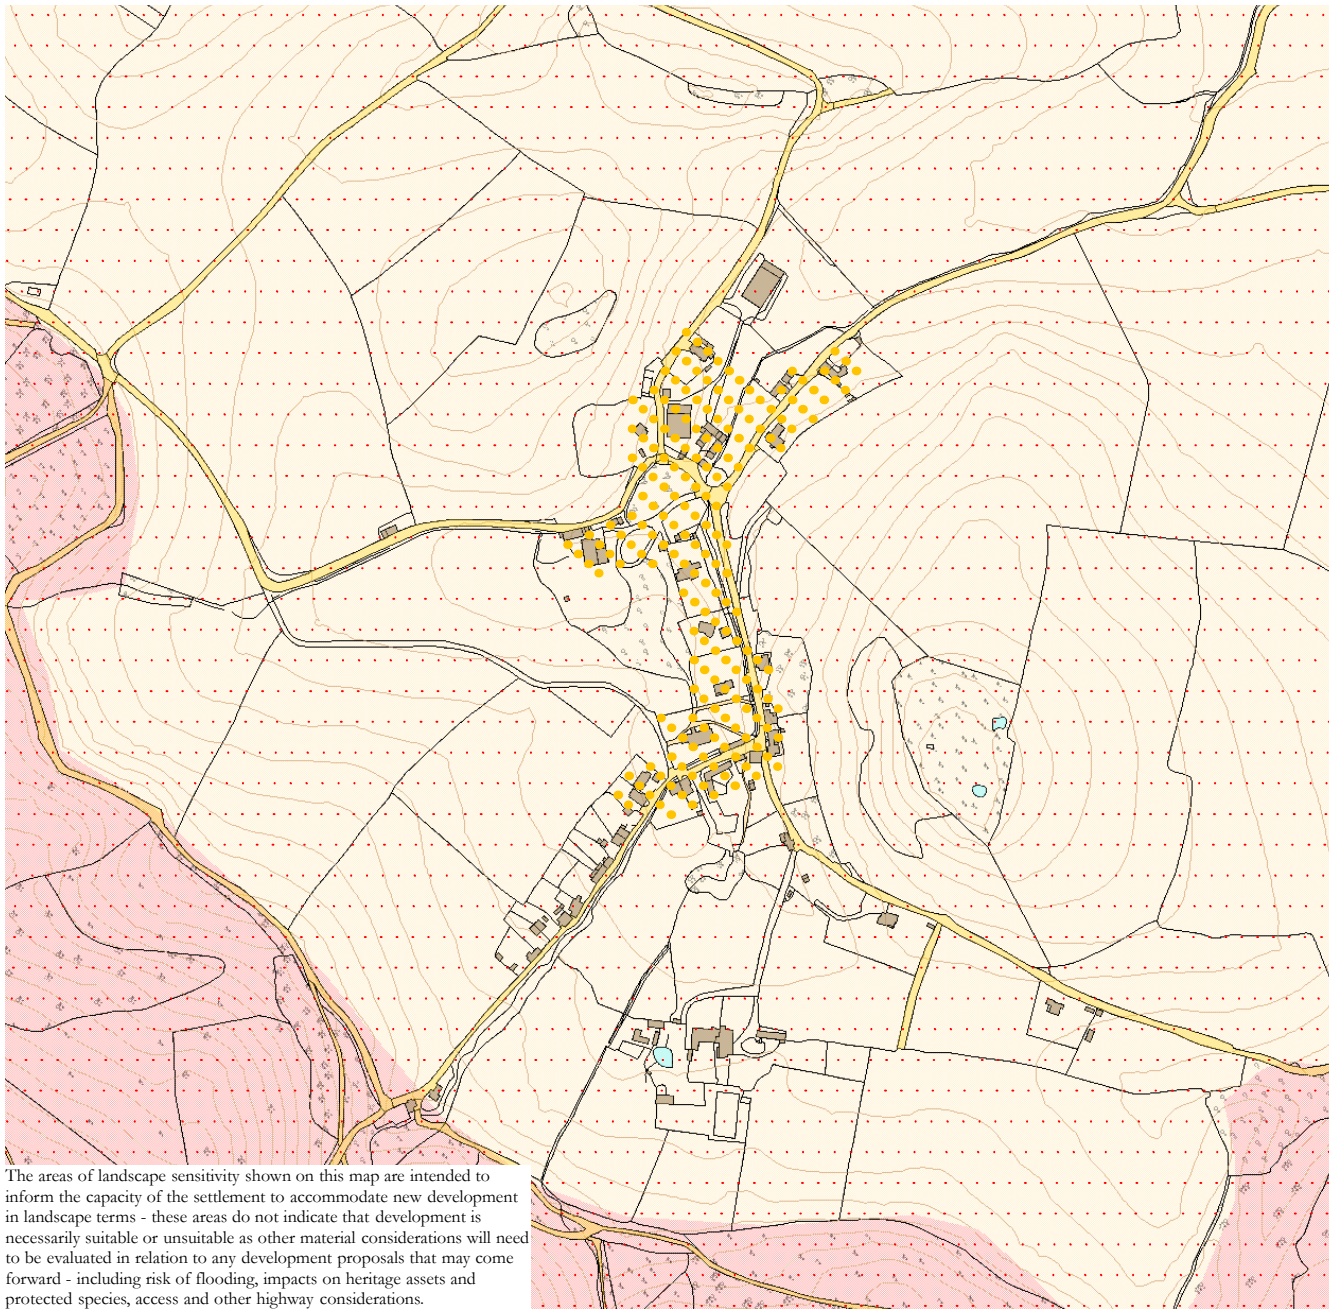 The areas of landscape sensitivity shown on this map are intended to
inform the capacity of the settlement to accommodate new development
in landscape terms - these areas do not indicate that development is
necessarily suitable or unsuitable as other material considerations will need
to be evaluated in relation to any development proposals that may come
forward - including risk of flooding, impacts on heritage assets and
protected species, access and other highway considerations.